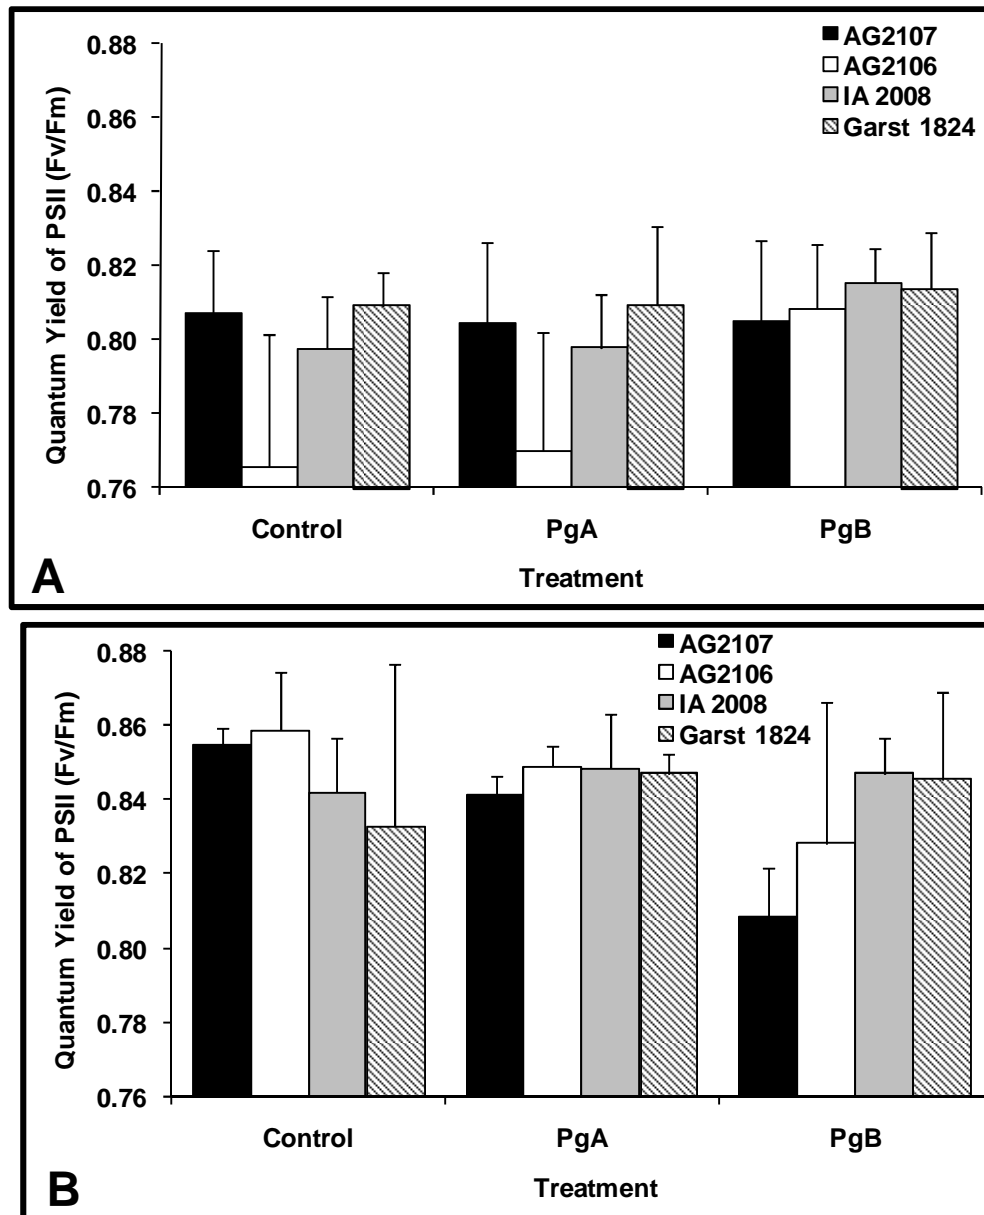 AG2107
AG2106
IA 2008
Garst 1824
Quantum Yield of PSII (Fv/Fm)
0.88
0.86
0.84
0.82
0.80
0.78
0.76
Control PgA PgB
Treatment
A
AG2107
AG2106
IA 2008
Garst 1824
Quantum Yield of PSII (Fv/Fm)
0.88
0.86
0.84
0.82
0.80
0.78
0.76
Control PgA PgB
Treatment
B